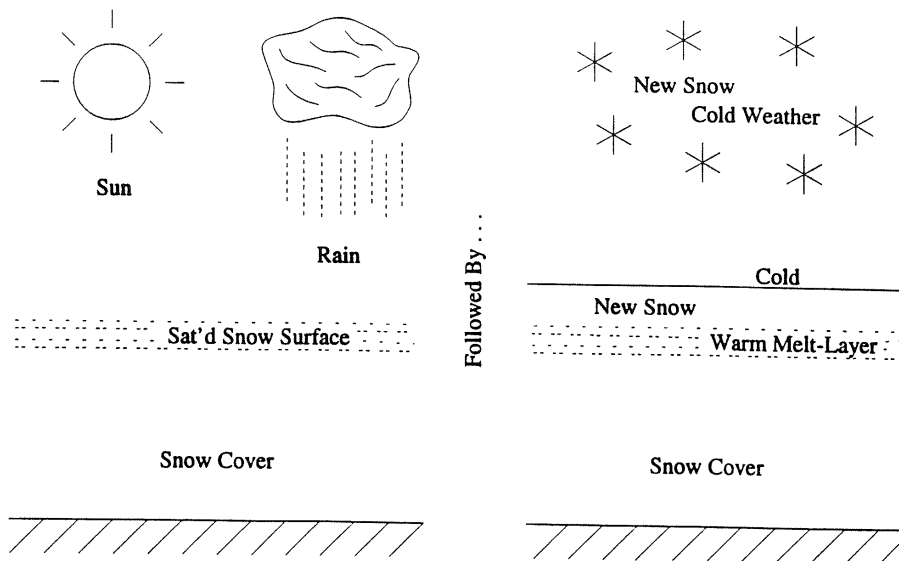 Sun
Rain
Sat'd Snow Surface
Snow Cover
Followed By . . .
New Snow
Cold Weather
Cold
New Snow
Warm Melt-Layer
Snow Cover